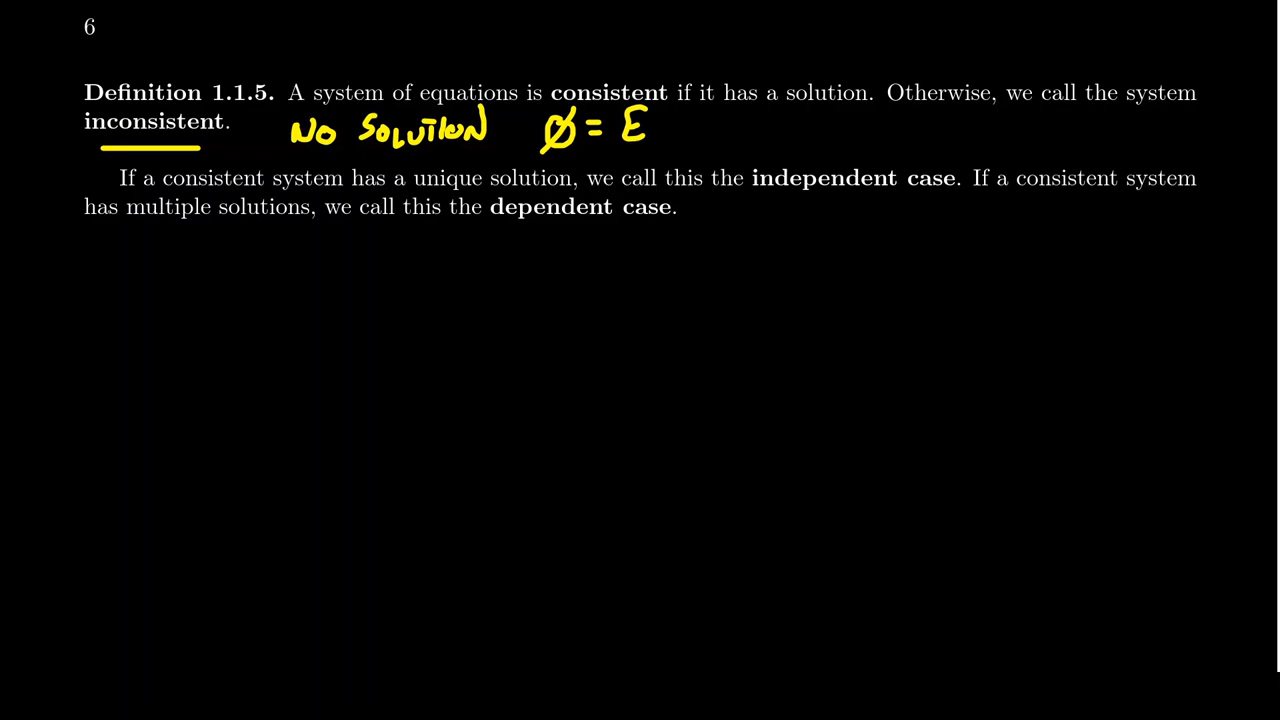 6
Definition 1.1.5. A system of equations is consistent if it has a solution. Otherwise, we call the system
inconsistent. NO SOLUTION ∅ = E
If a consistent system has a unique solution, we call this the independent case. If a consistent system
has multiple solutions, we call this the dependent case.